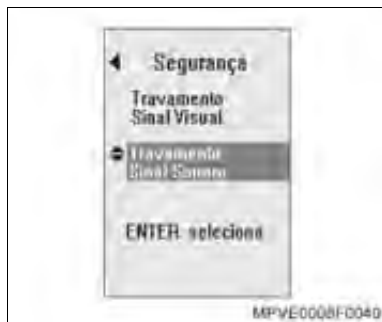 Segurança
Travamento
Sinal Visual
Travamento
Sinal Sonoro
ENTER seleciona
MPVE0008F0040